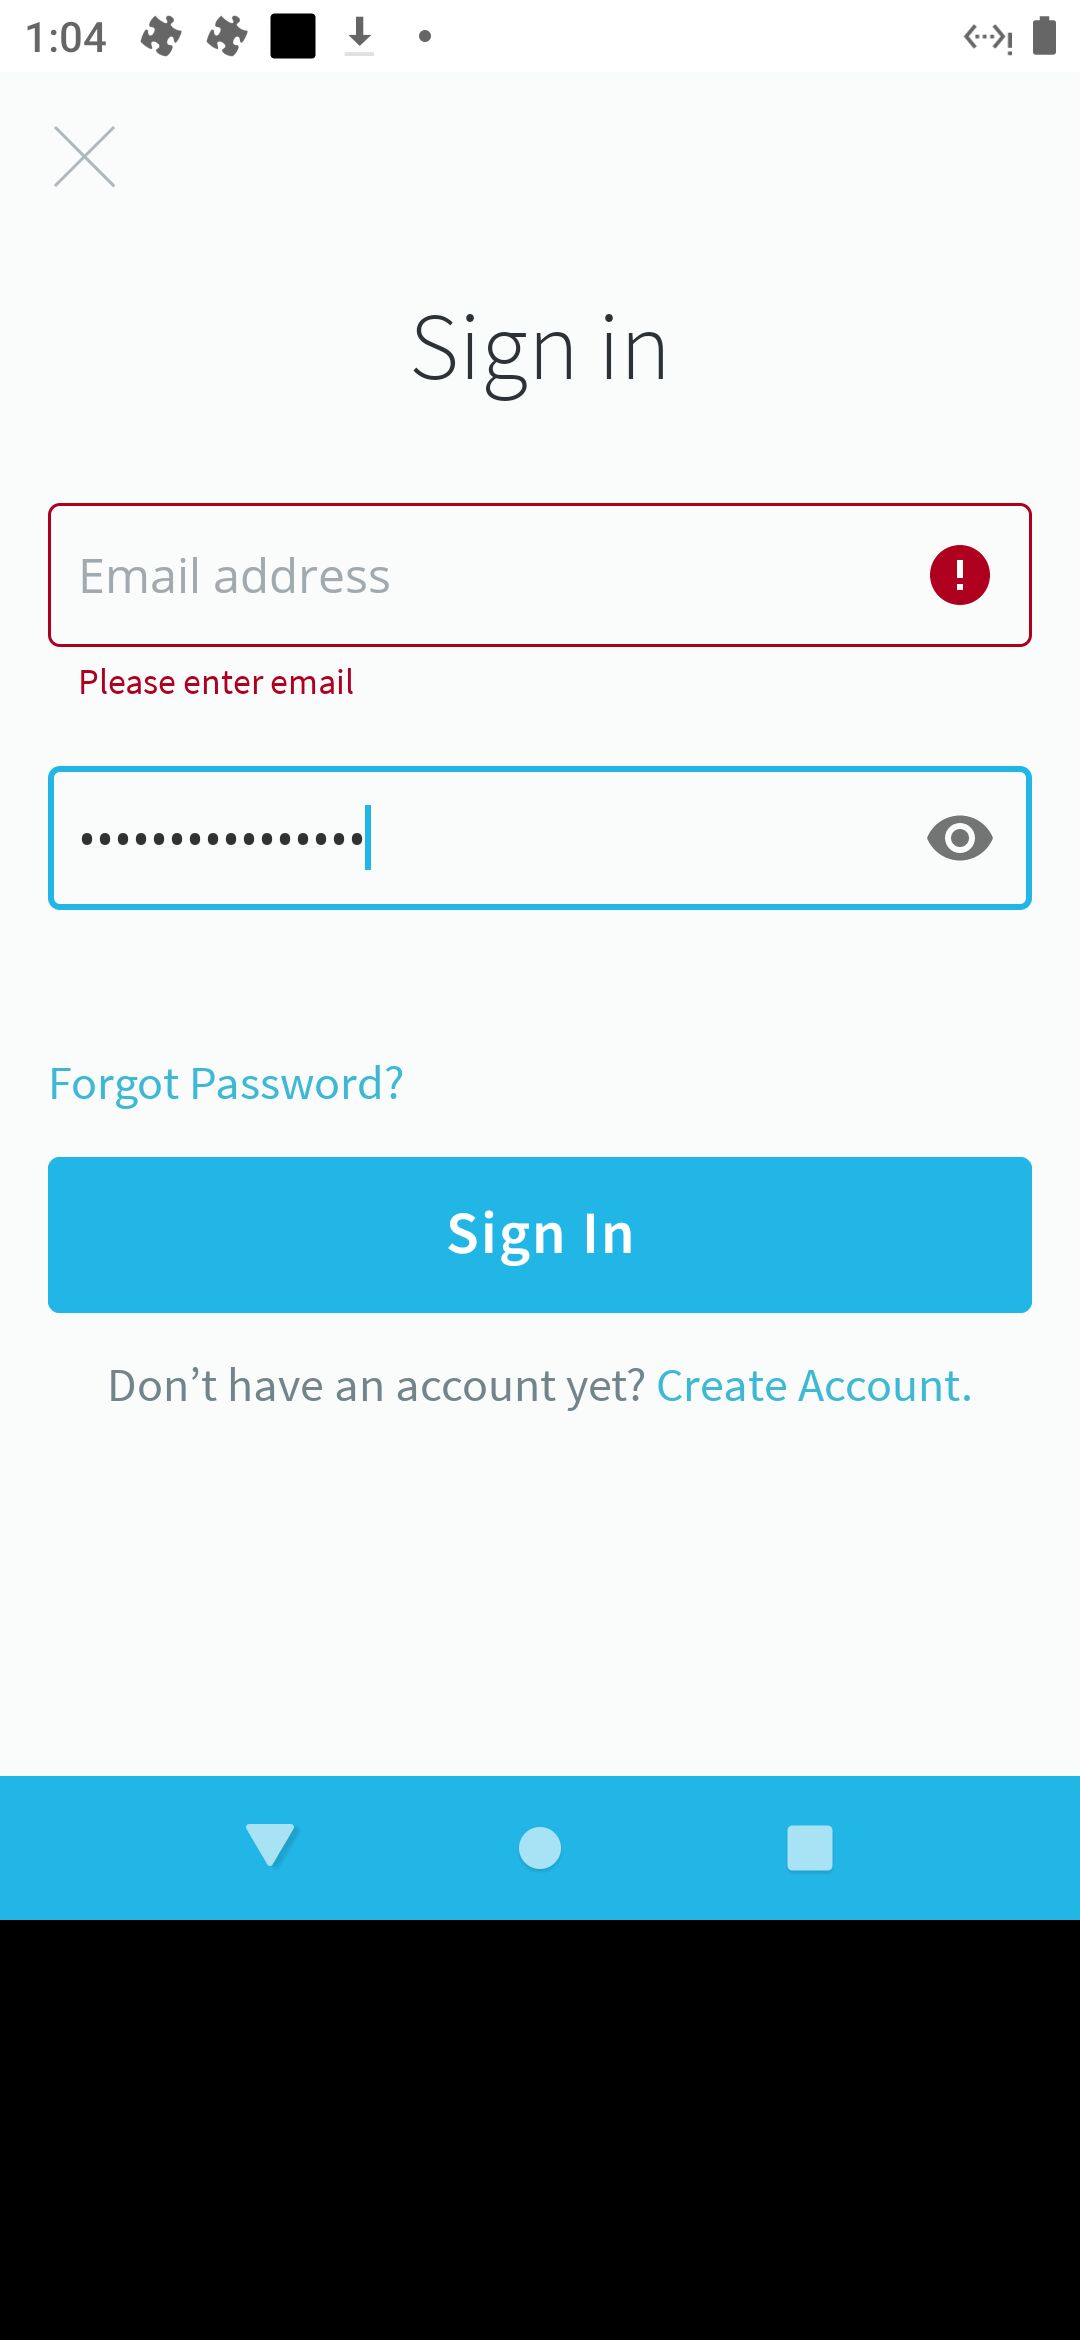 1:04
Sign in
Email address
Please enter email
••••••••••••••••
Forgot Password?
Sign In
Don’t have an account yet? Create Account.